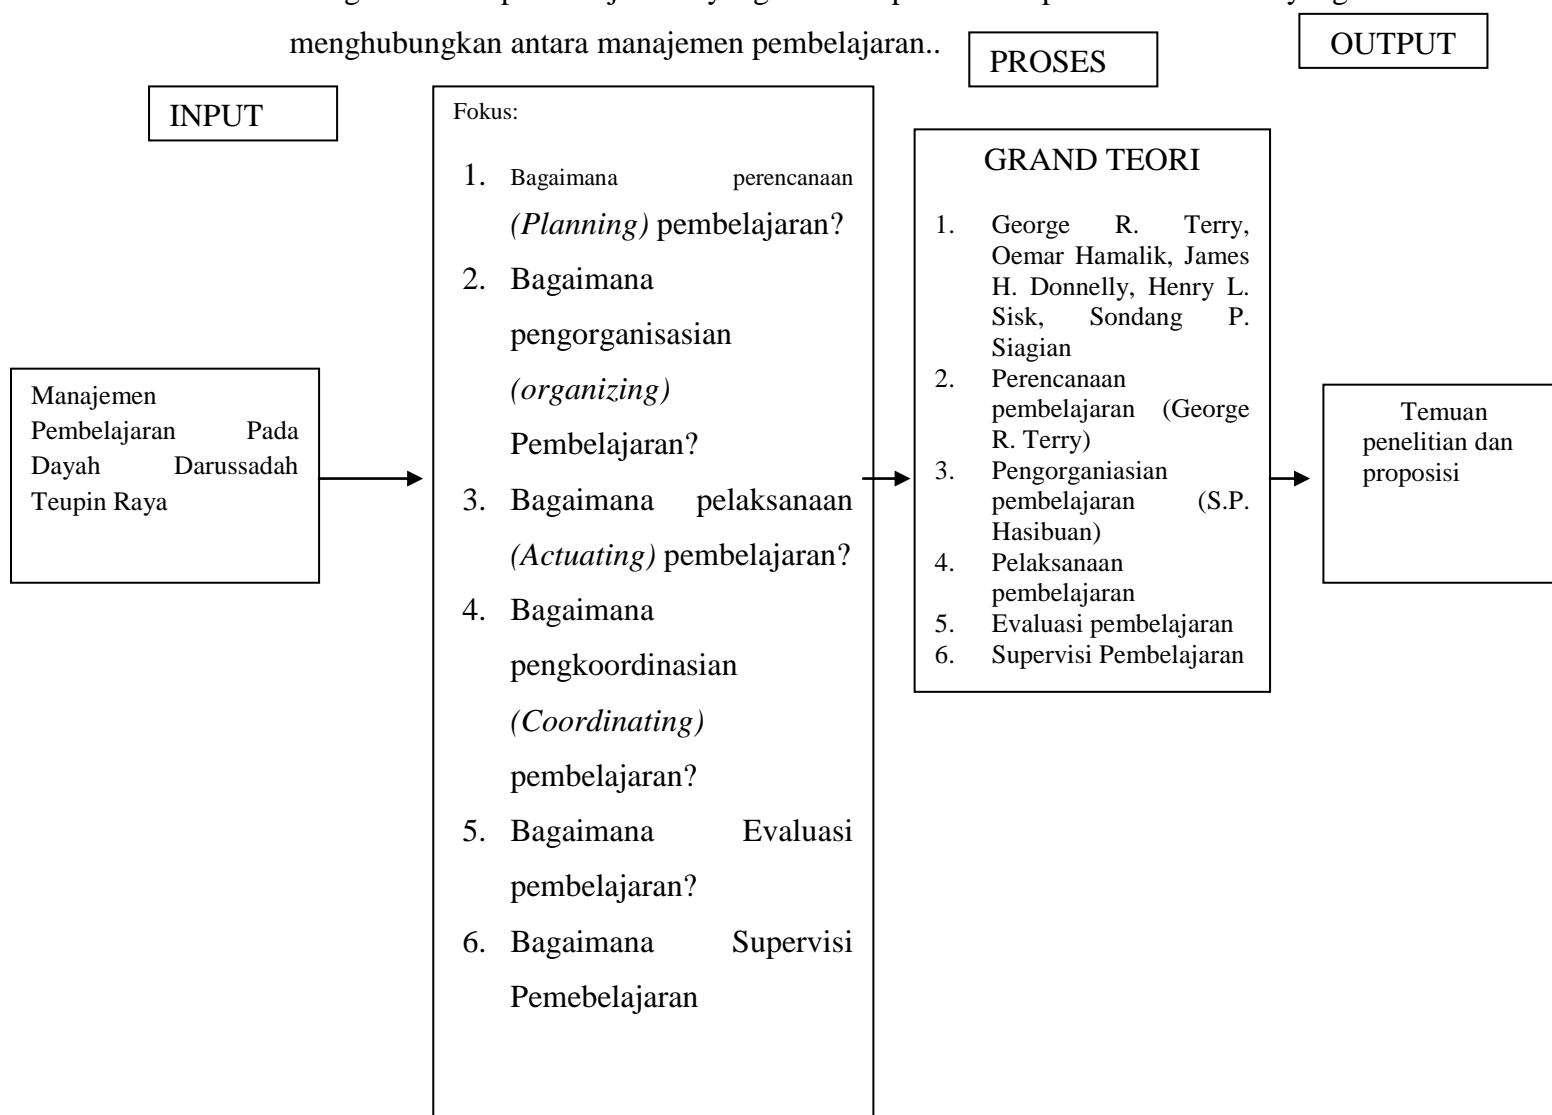 menghubungkan antara manajemen pembelajaran..
PROSES
OUTPUT
INPUT
Fokus:
1. Bagaimana perencanaan
(Planning) pembelajaran?
2. Bagaimana
pengorganisasian
(organizing)
Pembelajaran?
3. Bagaimana pelaksanaan
(Actuating) pembelajaran?
4. Bagaimana
pengkoordinasian
(Coordinating)
pembelajaran?
5. Bagaimana Evaluasi
pembelajaran?
6. Bagaimana Supervisi
Pemebelajaran
GRAND TEORI
1. George R. Terry,
Oemar Hamalik, James
H. Donnelly, Henry L.
Sisk, Sondang P.
Siagian
2. Perencanaan
pembelajaran (George
R. Terry)
3. Pengorganiasian
pembelajaran (S.P.
Hasibuan)
4. Pelaksanaan
pembelajaran
5. Evaluasi pembelajaran
6. Supervisi Pembelajaran
Manajemen
Pembelajaran Pada
Dayah Darussadah
Teupin Raya
Temuan
penelitian dan
proposisi